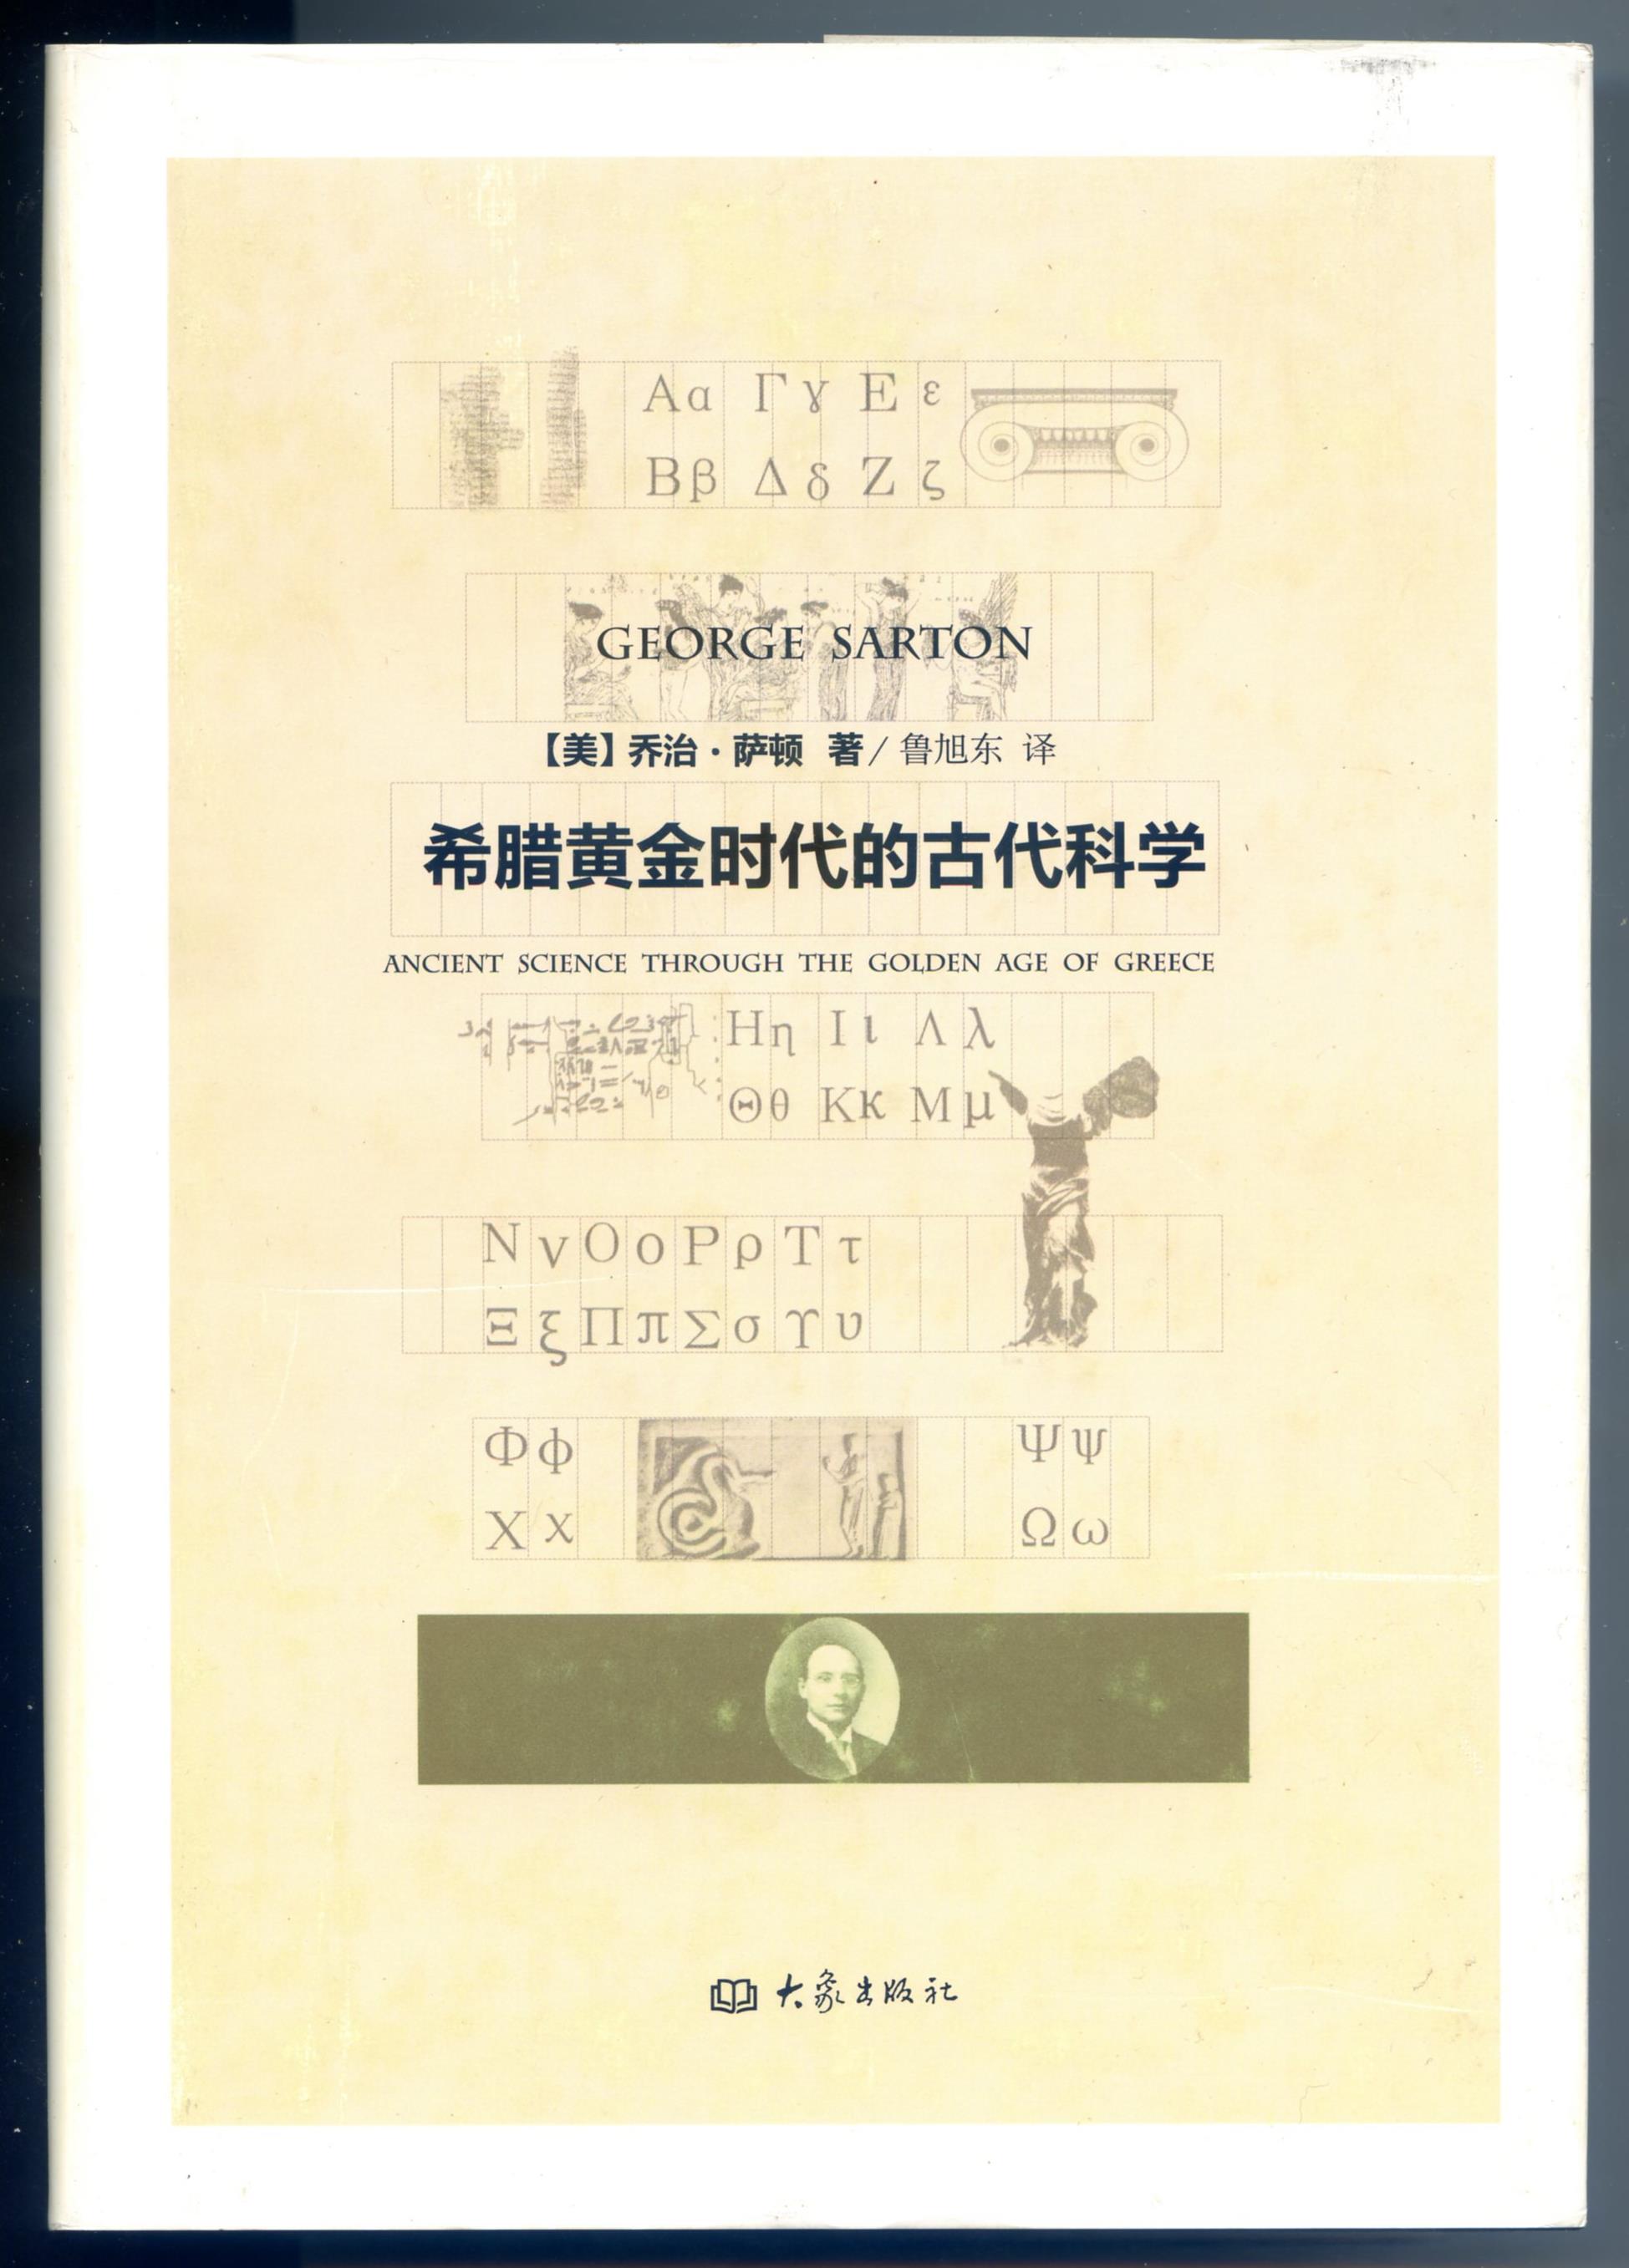 Αα Γγ Ε ε
Ββ Δ δ Ζ ζ
GEORGE SARTON
【美】乔治·萨顿 著/鲁旭东 译
希腊黄金时代的古代科学
ANCIENT SCIENCE THROUGH THE GOLDEN AGE OF GREECE
Ηη Ιι Λλ
Θθ Κκ Μμ
Ν ν Ο ο Ρ ρ Τ τ
Ξ ξ Π π Σ σ ϒ υ
Φ ϕ Ψ ψ
Χ χ Ω ω
大象出版社